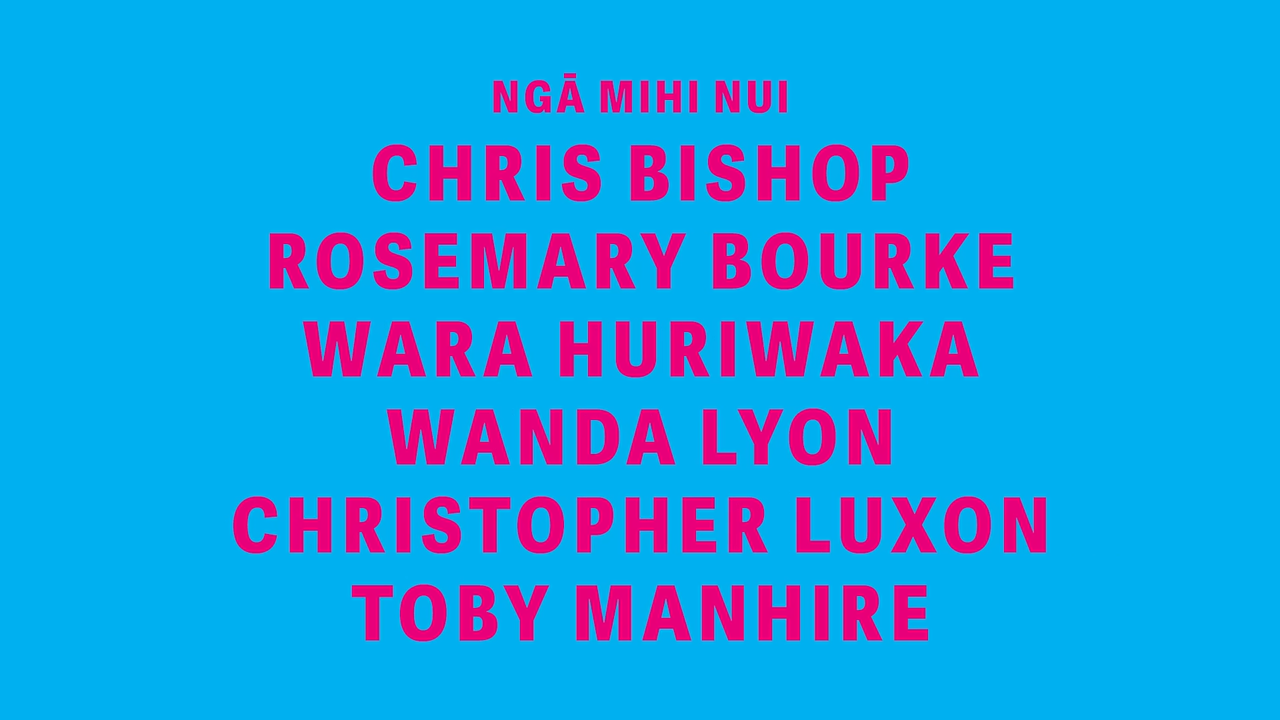 NGĀ MIHI NUI
CHRIS BISHOP
ROSEMARY BOURKE
WARA HURIWAKA
WANDA LYON
CHRISTOPHER LUXON
TOBY MANHIRE